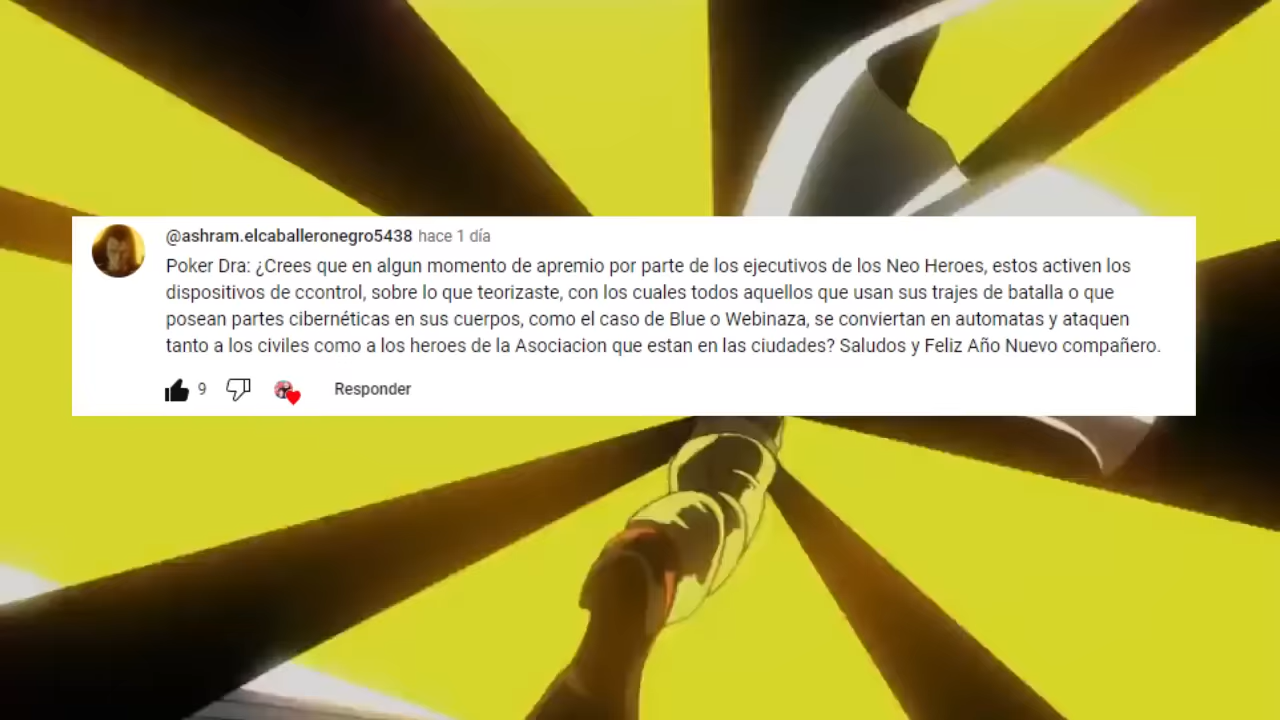 @ashram.elcaballeronegro5438 hace 1 día
Poker Dra: ¿Crees que en algun momento de apremio por parte de los ejecutivos de los Neo Heroes, estos activen los
dispositivos de ccontrol, sobre lo que teorizaste, con los cuales todos aquellos que usan sus trajes de batalla o que
posean partes cibernéticas en sus cuerpos, como el caso de Blue o Webinaza, se conviertan en automatas y ataquen
tanto a los civiles como a los heroes de la Asociacion que estan en las ciudades? Saludos y Feliz Año Nuevo compañero.
9 Responder